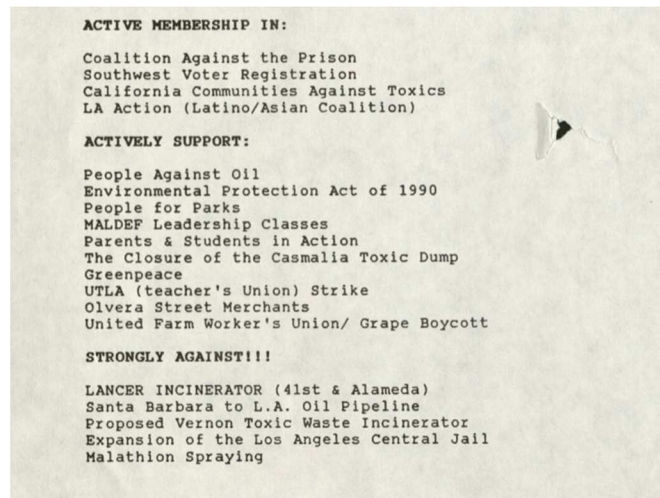 ACTIVE MEMBERSHIP IN:
Coalition Against the Prison
Southwest Voter Registration
California Communities Against Toxics
LA Action (Latino/Asian Coalition)
ACTIVELY SUPPORT:
People Against Oil
Environmental Protection Act of 1990
People for Parks
MALDEF Leadership Classes
Parents & Students in Action
The Closure of the Casmalia Toxic Dump
Greenpeace
UTLA (teacher's Union) Strike
Olvera Street Merchants
United Farm Worker's Union/ Grape Boycott
STRONGLY AGAINST!!!
LANCER INCINERATOR (41st & Alameda)
Santa Barbara to L.A. Oil Pipeline
Proposed Vernon Toxic Waste Incinerator
Expansion of the Los Angeles Central Jail
Malathion Spraying